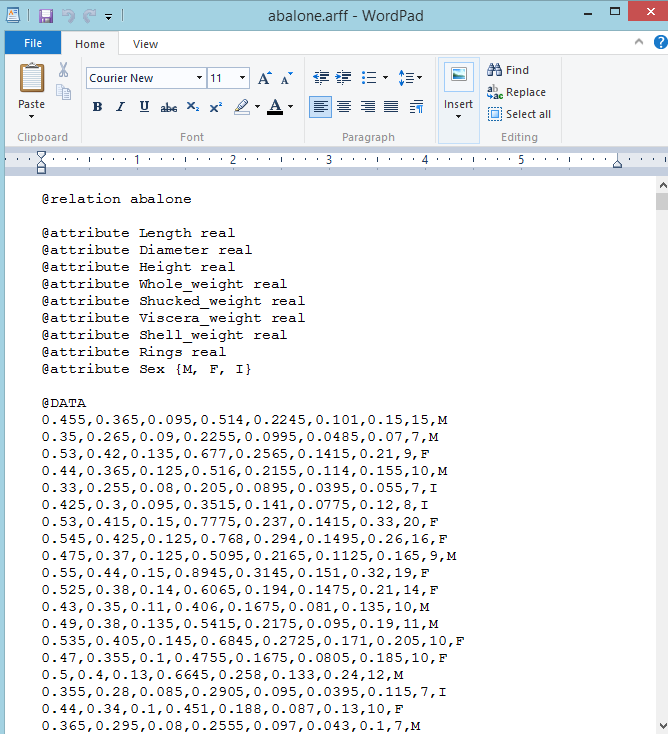 abalone.arff - WordPad
File
Home
View
Paste
Clipboard
Courier New
11
A
A
B
I
U
abc
X₂
X²
A
Font
Paragraph
Insert
Find
Replace
Select all
Editing
1
2
3
4
5
@relation abalone
@attribute Length real
@attribute Diameter real
@attribute Height real
@attribute Whole_weight real
@attribute Shucked_weight real
@attribute Viscera_weight real
@attribute Shell_weight real
@attribute Rings real
@attribute Sex {M, F, I}
@DATA
0.455,0.365,0.095,0.514,0.2245,0.101,0.15,15,M
0.35,0.265,0.09,0.2255,0.0995,0.0485,0.07,7,M
0.53,0.42,0.135,0.677,0.2565,0.1415,0.21,9,F
0.44,0.365,0.125,0.516,0.2155,0.114,0.155,10,M
0.33,0.255,0.08,0.205,0.0895,0.0395,0.055,7,I
0.425,0.3,0.095,0.3515,0.141,0.0775,0.12,8,I
0.53,0.415,0.15,0.7775,0.237,0.1415,0.33,20,F
0.545,0.425,0.125,0.768,0.294,0.1495,0.26,16,F
0.475,0.37,0.125,0.5095,0.2165,0.1125,0.165,9,M
0.55,0.44,0.15,0.8945,0.3145,0.151,0.32,19,F
0.525,0.38,0.14,0.6065,0.194,0.1475,0.21,14,F
0.43,0.35,0.11,0.406,0.1675,0.081,0.135,10,M
0.49,0.38,0.135,0.5415,0.2175,0.095,0.19,11,M
0.535,0.405,0.145,0.6845,0.2725,0.171,0.205,10,F
0.47,0.355,0.1,0.4755,0.1675,0.0805,0.185,10,F
0.5,0.4,0.13,0.6645,0.258,0.133,0.24,12,M
0.355,0.28,0.085,0.2905,0.095,0.0395,0.115,7,I
0.44,0.34,0.1,0.451,0.188,0.087,0.13,10,F
0.365,0.295,0.08,0.2555,0.097,0.043,0.1,7,M